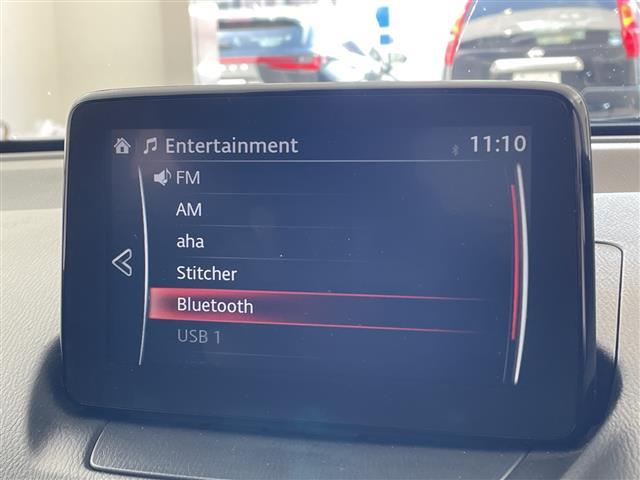 Entertainment 11:10
FM
AM
aha
Stitcher
Bluetooth
USB 1